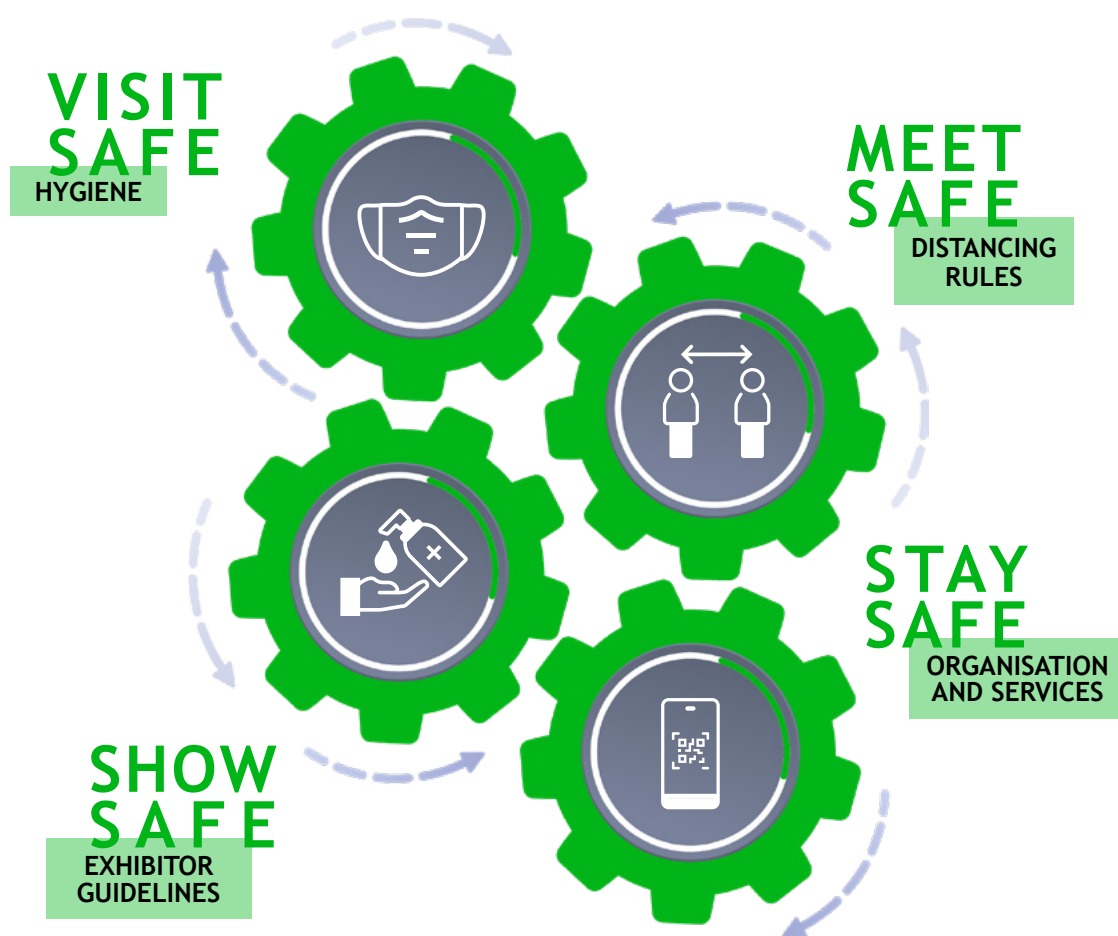 VISIT
SAFE
HYGIENE
MEET
SAFE
DISTANCING
RULES
STAY
SAFE
ORGANISATION
AND SERVICES
SHOW
SAFE
EXHIBITOR
GUIDELINES